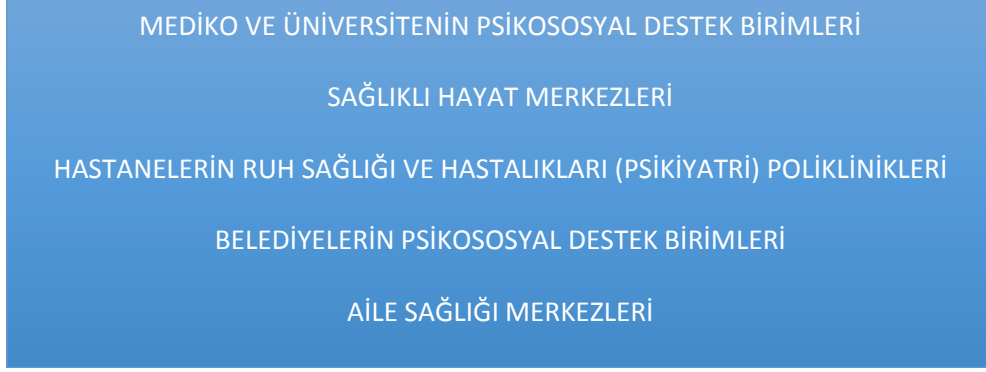 MEDİKO VE ÜNİVERSİTENİN PSİKOSOSYAL DESTEK BİRİMLERİ
SAĞLIKLI HAYAT MERKEZLERİ
HASTANELERİN RUH SAĞLIĞI VE HASTALIKLARI (PSİKİYATRİ) POLİKLİNİKLERİ
BELEDİYELERİN PSİKOSOSYAL DESTEK BİRİMLERİ
AİLE SAĞLIĞI MERKEZLERİ